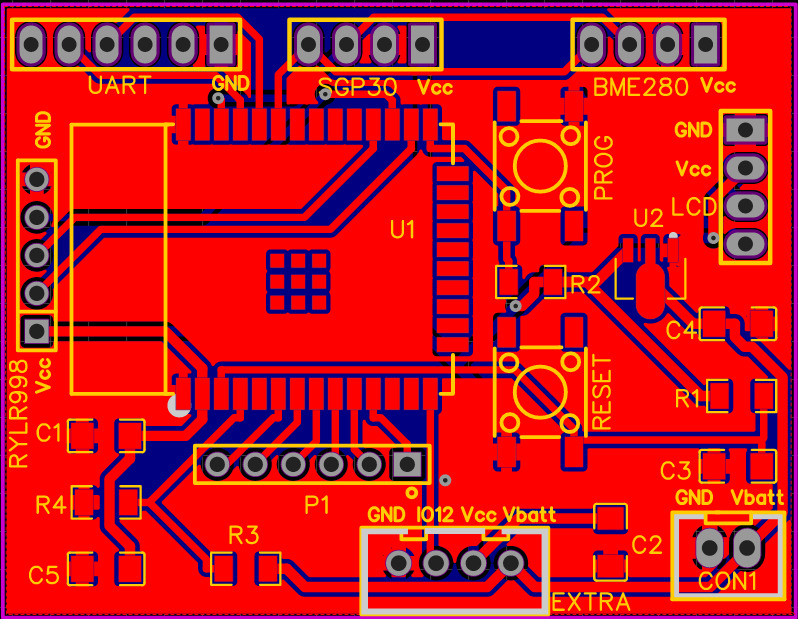 UART
GND
SGP30
Vcc
BME280
Vcc
GND
GND
Vcc
LCD
PROG
U1
U2
R2
C4
Vcc
RYLR998
RESET
R1
C1
C3
R4
P1
GND IO12 Vcc Vbatt
GND Vbatt
R3
C2
C5
CON1
EXTRA